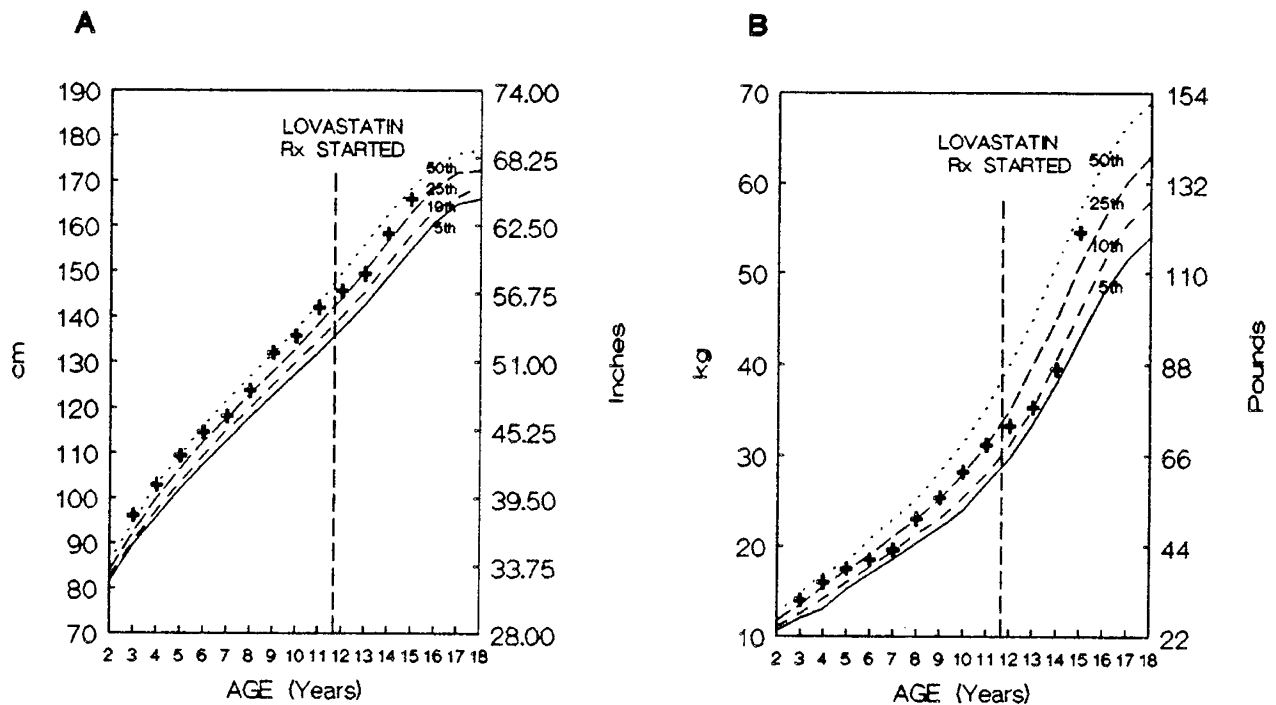 A
190
180
170
160
150
140
130
120
110
100
90
80
70
cm
LOVASTATIN
Rx STARTED
50th
25th
10th
5th
74.00
68.25
62.50
56.75
51.00
45.25
39.50
33.75
28.00
Inches
2 3 4 5 6 7 8 9 10 11 12 13 14 15 16 17 18
AGE (Years)
B
70
60
50
40
30
20
10
kg
LOVASTATIN
Rx STARTED
50th
25th
10th
5th
154
132
110
88
66
44
22
Pounds
2 3 4 5 6 7 8 9 10 11 12 13 14 15 16 17 18
AGE (Years)